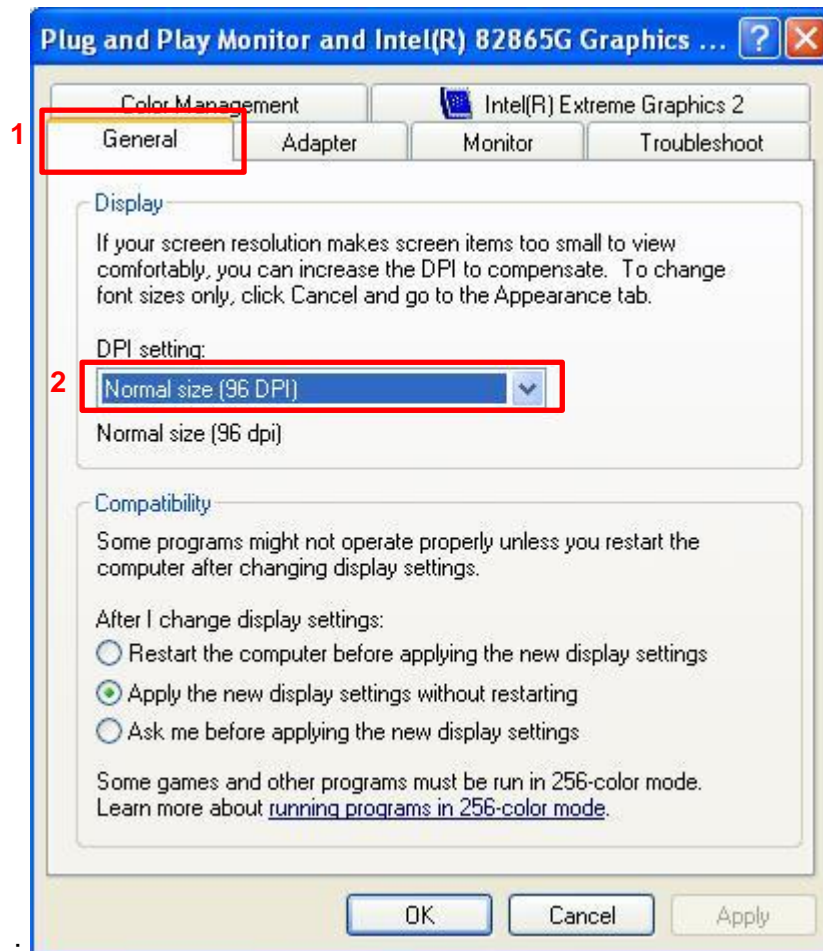 Plug and Play Monitor and Intel(R) 82865G Graphics ... ?
Color Management Intel(R) Extreme Graphics 2
1 General Adapter Monitor Troubleshoot
Display
If your screen resolution makes screen items too small to view
comfortably, you can increase the DPI to compensate. To change
font sizes only, click Cancel and go to the Appearance tab.
DPI setting:
2 Normal size (96 DPI)
Normal size (96 dpi)
Compatibility
Some programs might not operate properly unless you restart the
computer after changing display settings.
After I change display settings:
Restart the computer before applying the new display settings
Apply the new display settings without restarting
Ask me before applying the new display settings
Some games and other programs must be run in 256-color mode.
Learn more about running programs in 256-color mode.
OK Cancel Apply
.